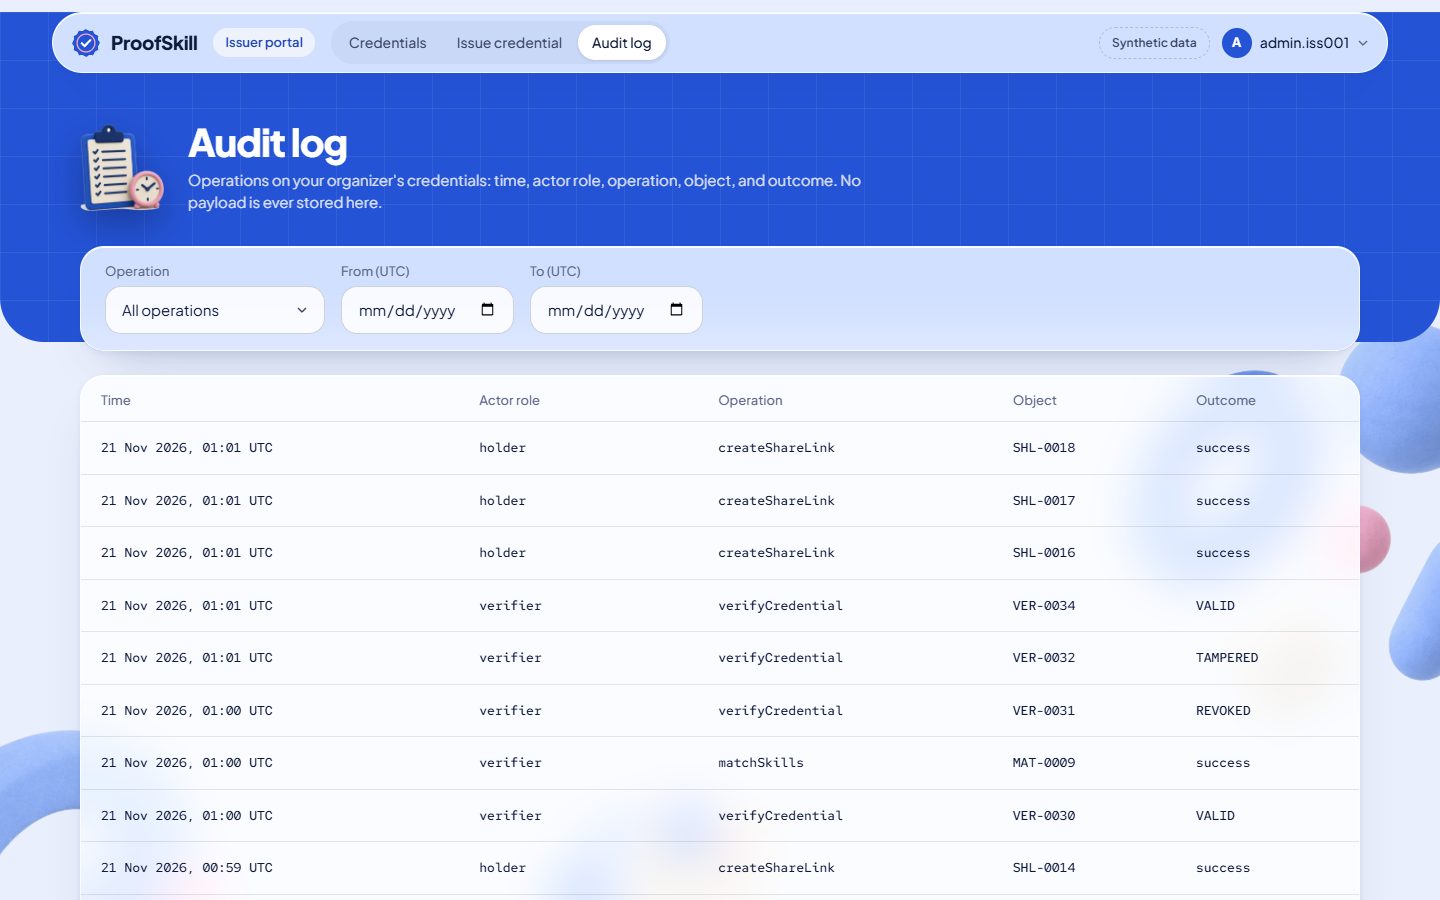 ProofSkill Issuer portal Credentials Issue credential Audit log Synthetic data A admin.iss001
Audit log
Operations on your organizer's credentials: time, actor role, operation, object, and outcome. No
payload is ever stored here.
Operation From (UTC) To (UTC)
All operations mm/dd/yyyy mm/dd/yyyy
Time Actor role Operation Object Outcome
21 Nov 2026, 01:01 UTC holder createShareLink SHL-0018 success
21 Nov 2026, 01:01 UTC holder createShareLink SHL-0017 success
21 Nov 2026, 01:01 UTC holder createShareLink SHL-0016 success
21 Nov 2026, 01:01 UTC verifier verifyCredential VER-0034 VALID
21 Nov 2026, 01:01 UTC verifier verifyCredential VER-0032 TAMPERED
21 Nov 2026, 01:00 UTC verifier verifyCredential VER-0031 REVOKED
21 Nov 2026, 01:00 UTC verifier matchSkills MAT-0009 success
21 Nov 2026, 01:00 UTC verifier verifyCredential VER-0030 VALID
21 Nov 2026, 00:59 UTC holder createShareLink SHL-0014 success